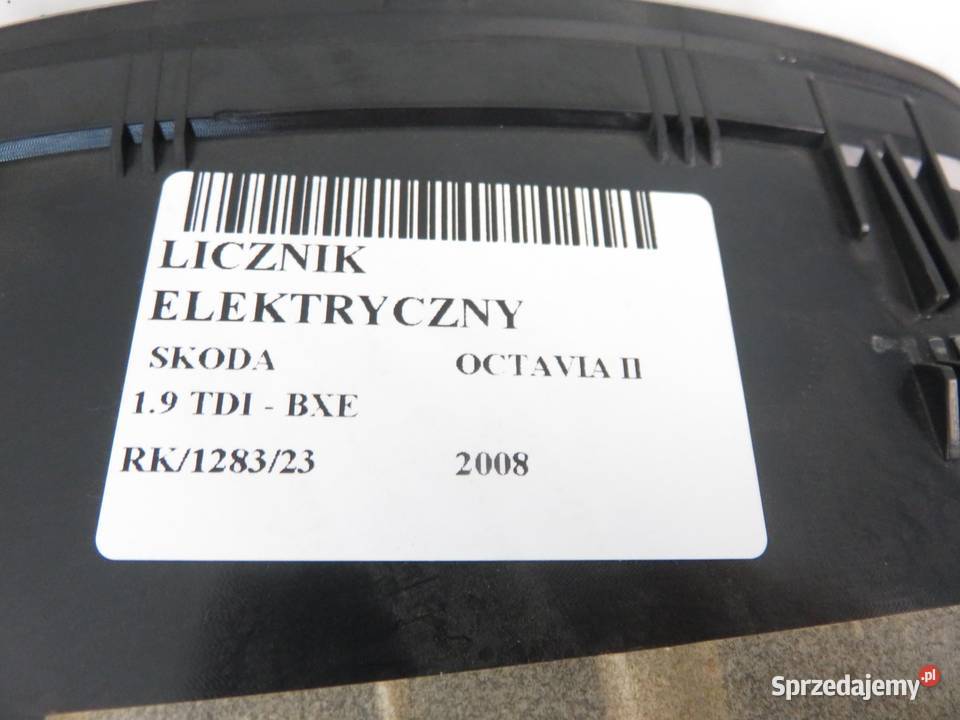 LICZNIK
ELEKTRYCZNY
SKODA OCTAVIA II
1.9 TDI - BXE
RK/1283/23 2008
Sprzedajemy.pl